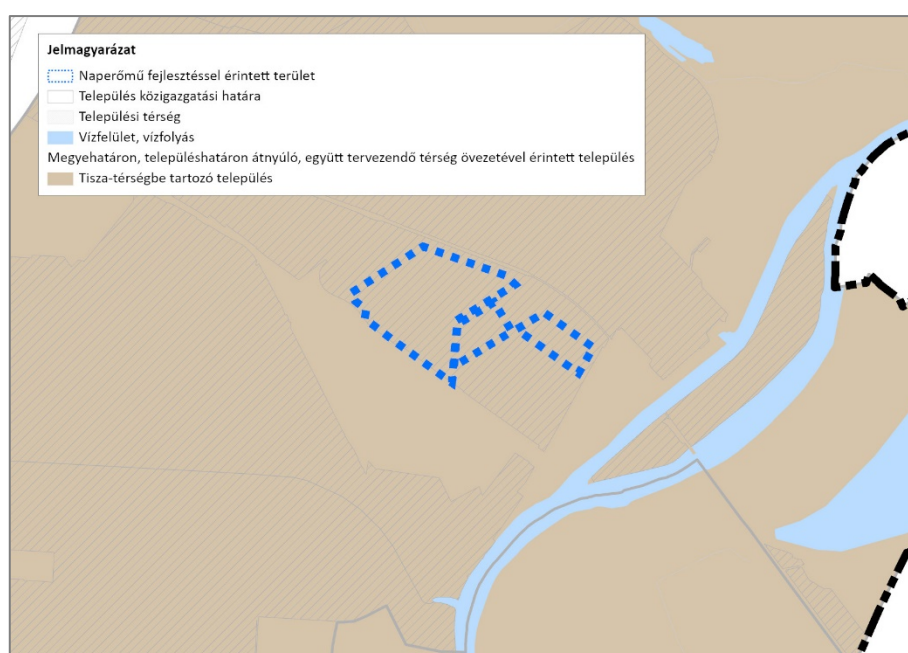 Jelmagyarázat
Naperőmű fejlesztéssel érintett terület
Település közigazgatási határa
Települési térség
Vízfelület, vízfolyás
Megyehatáron, településhatáron átnyúló, együtt tervezendő térség övezetével érintett település
Tisza-térségbe tartozó település